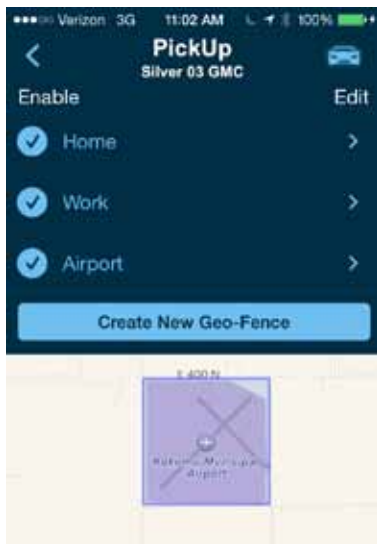 Verizon 3G 11:02 AM 100%
PickUp
Silver 03 GMC
Enable Edit
Home
Work
Airport
Create New Geo-Fence
E 400 N
Airport